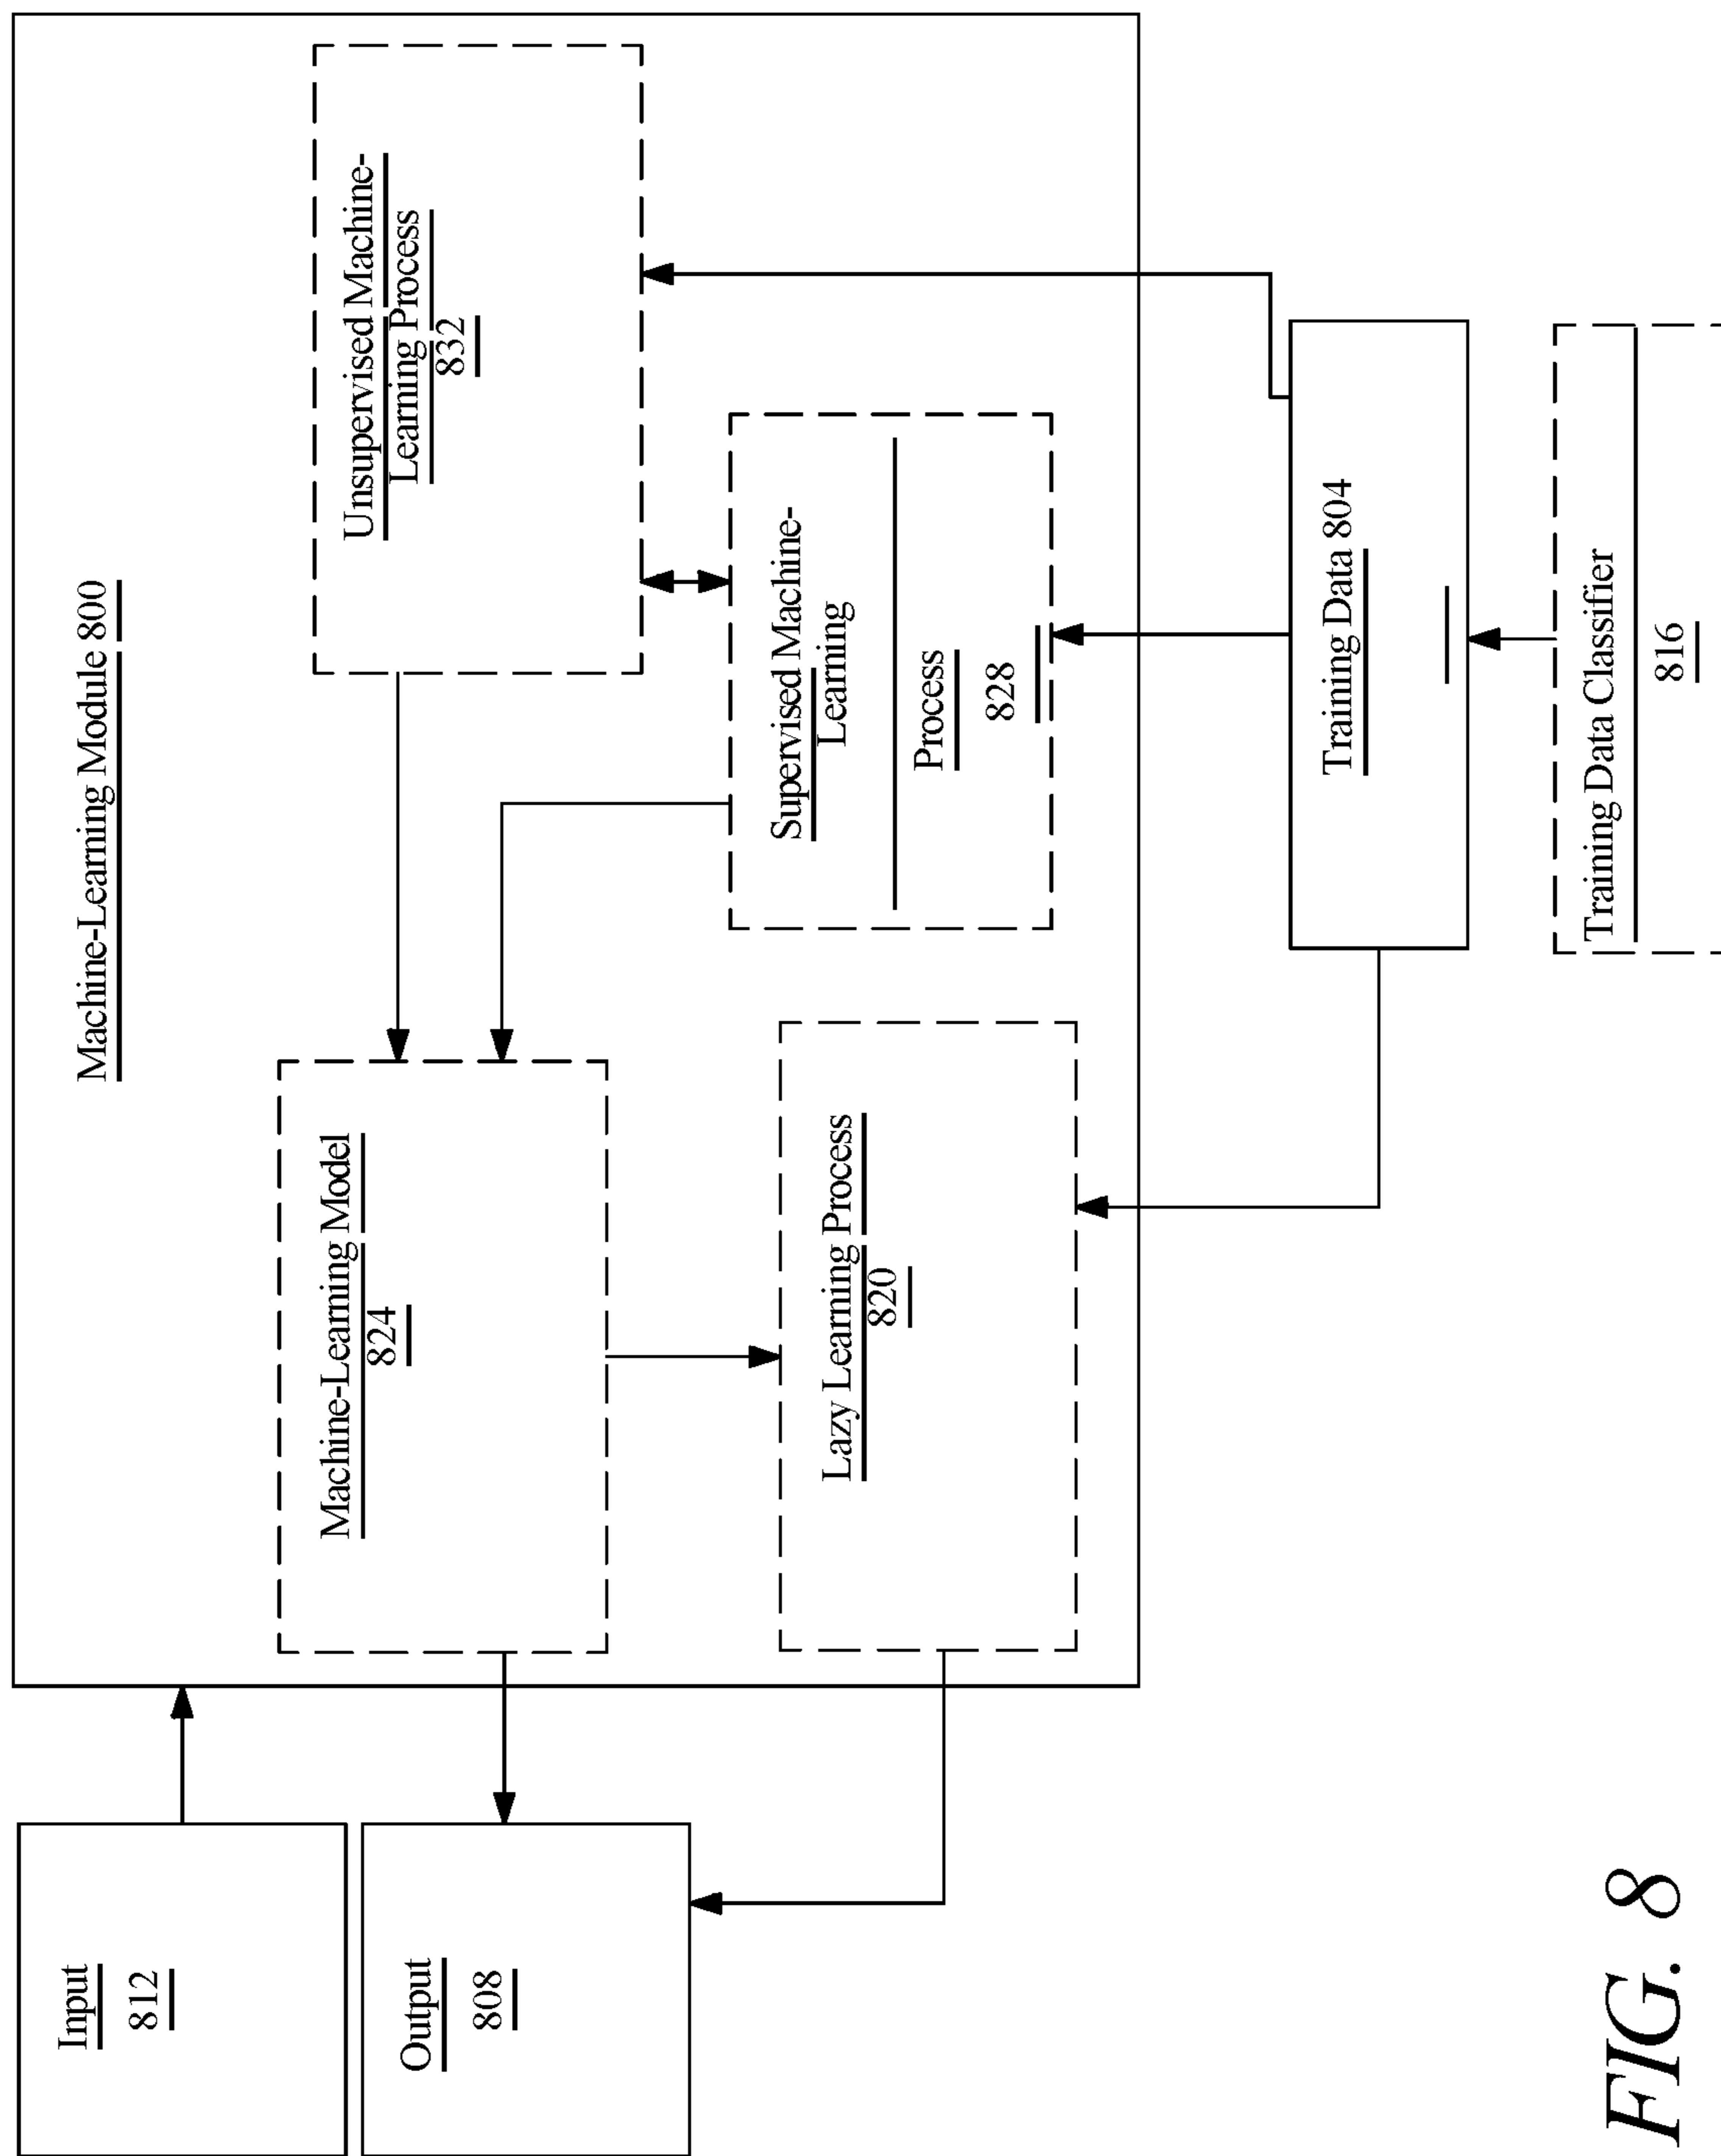 Machine-Learning Module 800
Input
812
Output
808
Machine-Learning Model
824
Unsupervised Machine-
Learning Process
832
Lazy Learning Process
820
Supervised Machine-
Learning
Process
828
Training Data 804
Training Data Classifier
816
FIG. 8